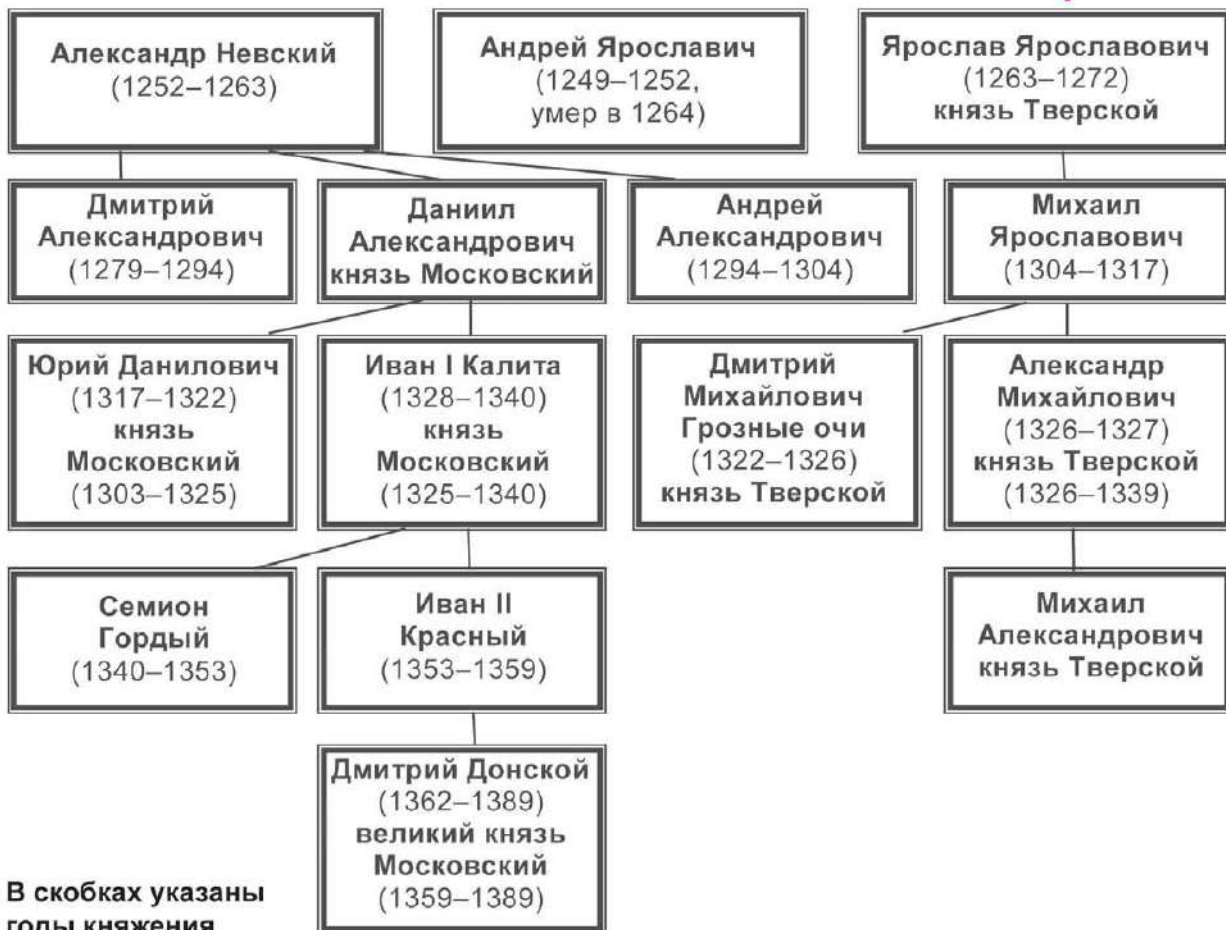 Александр Невский
(1252–1263)
Андрей Ярославич
(1249–1252,
умер в 1264)
Ярослав Ярославович
(1263–1272)
князь Тверской
Дмитрий
Александрович
(1279–1294)
Даниил
Александрович
князь Московский
Андрей
Александрович
(1294–1304)
Михаил
Ярославович
(1304–1317)
Юрий Данилович
(1317–1322)
князь
Московский
(1303–1325)
Иван I Калита
(1328–1340)
князь
Московский
(1325–1340)
Дмитрий
Михайлович
Грозные очи
(1322–1326)
князь Тверской
Александр
Михайлович
(1326–1327)
князь Тверской
(1326–1339)
Семион
Гордый
(1340–1353)
Иван II
Красный
(1353–1359)
Михаил
Александрович
князь Тверской
Дмитрий Донской
(1362–1389)
великий князь
Московский
(1359–1389)
В скобках указаны
годы княжения